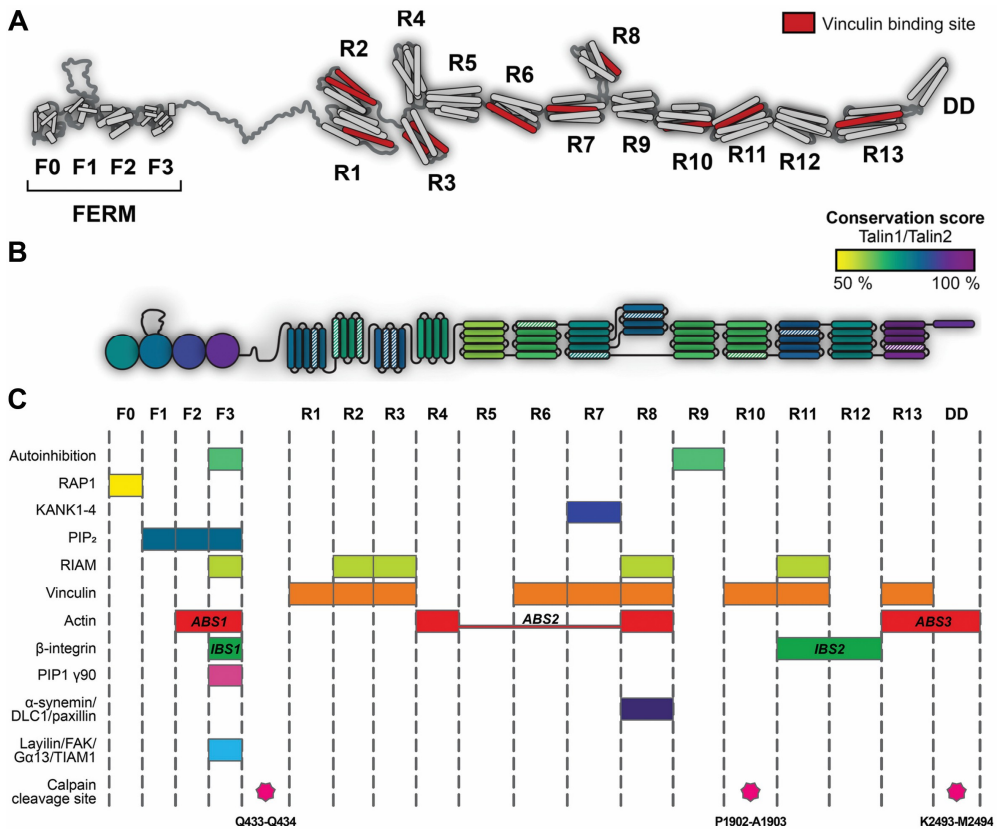 A
R4
Vinculin binding site
R8
R2
R5
R6
DD
F0 F1 F2 F3
R1
R3
R7
R9
R10
R11
R12
R13
FERM
Conservation score
Talin1/Talin2
50 % 100 %
B
C
F0 F1 F2 F3 R1 R2 R3 R4 R5 R6 R7 R8 R9 R10 R11 R12 R13 DD
Autoinhibition
RAP1
KANK1-4
PIP₂
RIAM
Vinculin
Actin ABS1 ABS2 ABS3
β-integrin IBS1 IBS2
PIP1 γ90
α-synemin/
DLC1/paxillin
Layilin/FAK/
Gα13/TIAM1
Calpain
cleavage site
Q433-Q434 P1902-A1903 K2493-M2494